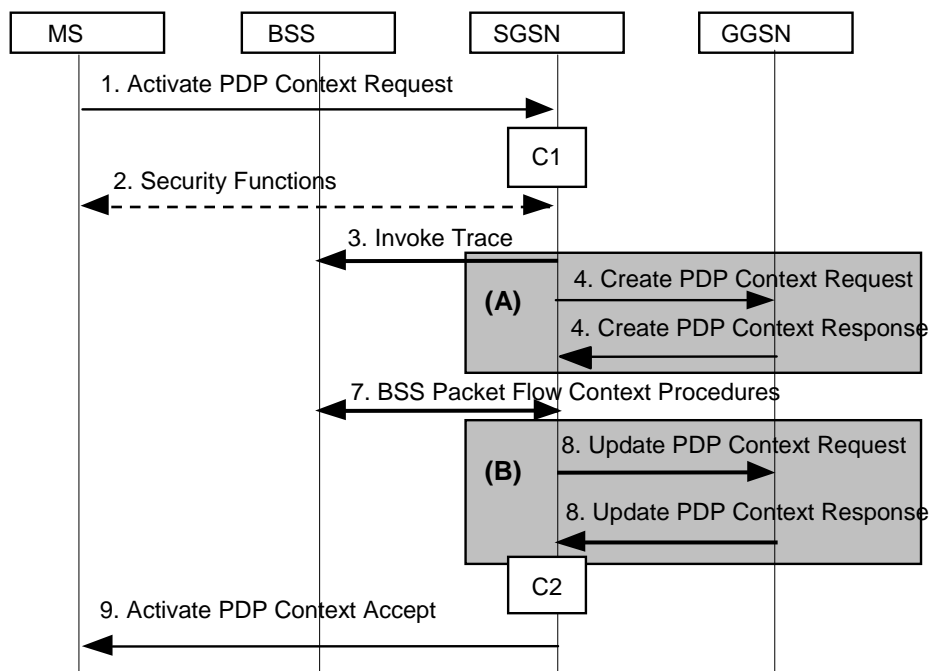 MS
BSS
SGSN
GGSN
1. Activate PDP Context Request
C1
2. Security Functions
3. Invoke Trace
(A)
4. Create PDP Context Request
4. Create PDP Context Response
7. BSS Packet Flow Context Procedures
(B)
8. Update PDP Context Request
8. Update PDP Context Response
C2
9. Activate PDP Context Accept